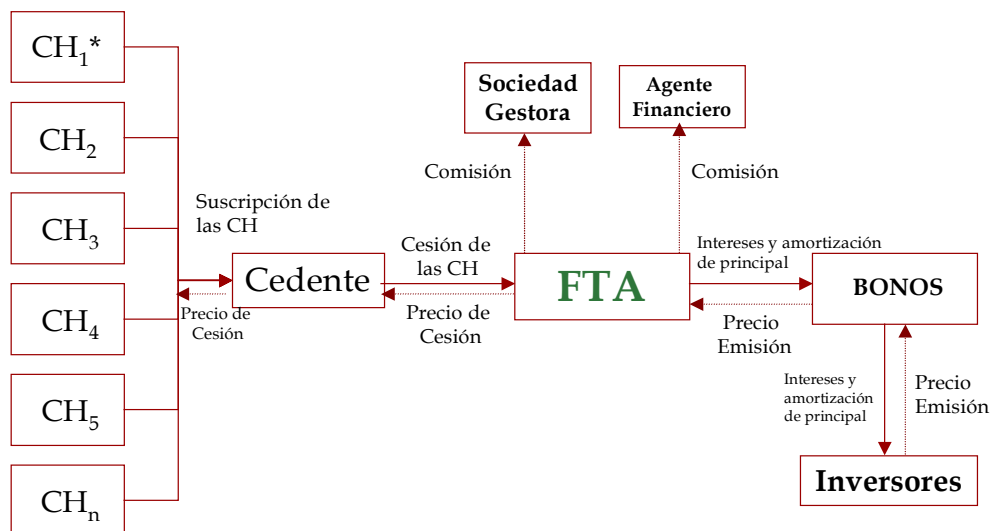 CH1*
CH2
CH3
CH4
CH5
CHn
Suscripción de
las CH
Precio de
Cesión
Cedente
Cesión de
las CH
Precio de
Cesión
Sociedad
Gestora
Agente
Financiero
Comisión
Comisión
FTA
Intereses y amortización
de principal
Precio
Emisión
BONOS
Intereses y
amortización
de principal
Precio
Emisión
Inversores